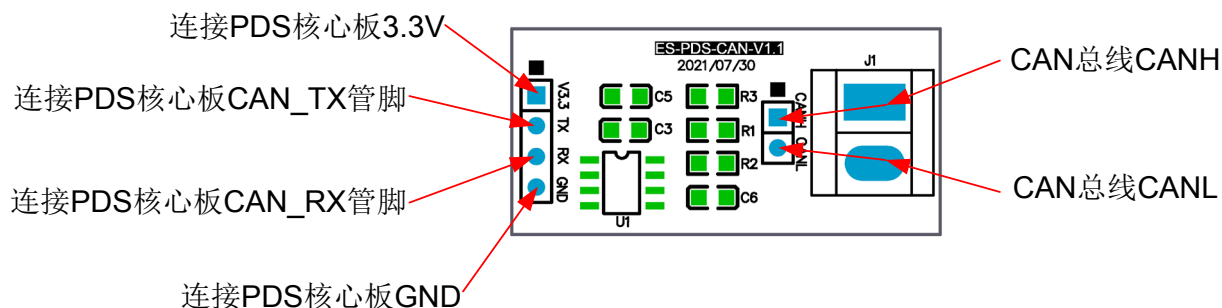 连接PDS核心板3.3V
连接PDS核心板CAN_TX管脚
连接PDS核心板CAN_RX管脚
连接PDS核心板GND
ES-PDS-CAN-V1.1
2021/07/30
V3.3
TX
RX
GND
C5
C3
U1
R3
R1
R2
C6
CANH
CANL
J1
CAN总线CANH
CAN总线CANL